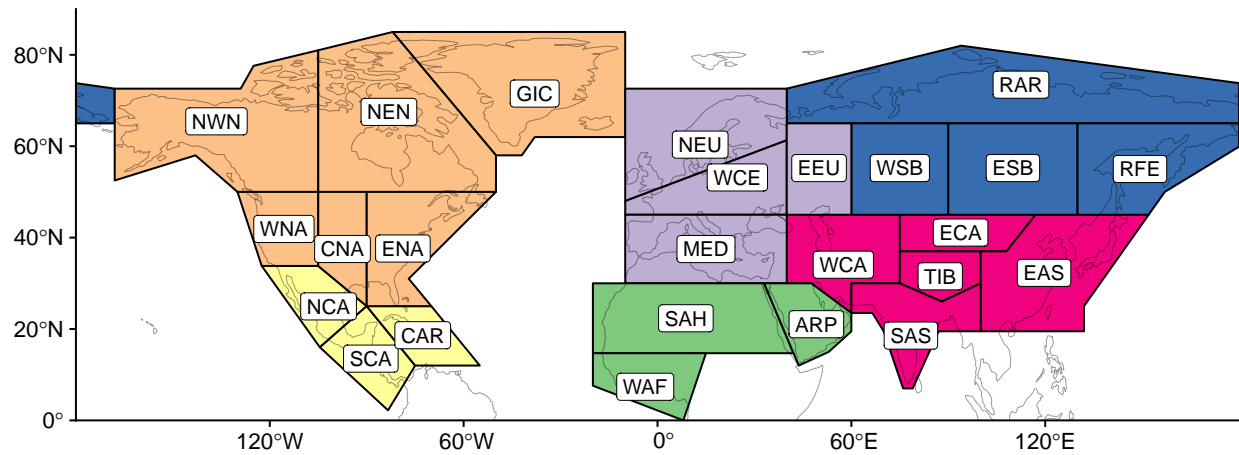 80°N
RAR
GIC
NEN
NWN
60°N
NEU
WCE
EEU
WSB
ESB
RFE
40°N
WNA
CNA
ENA
MED
ECA
WCA
TIB
EAS
20°N
NCA
SAH
ARP
CAR
SAS
SCA
WAF
0°
120°W
60°W
0°
60°E
120°E